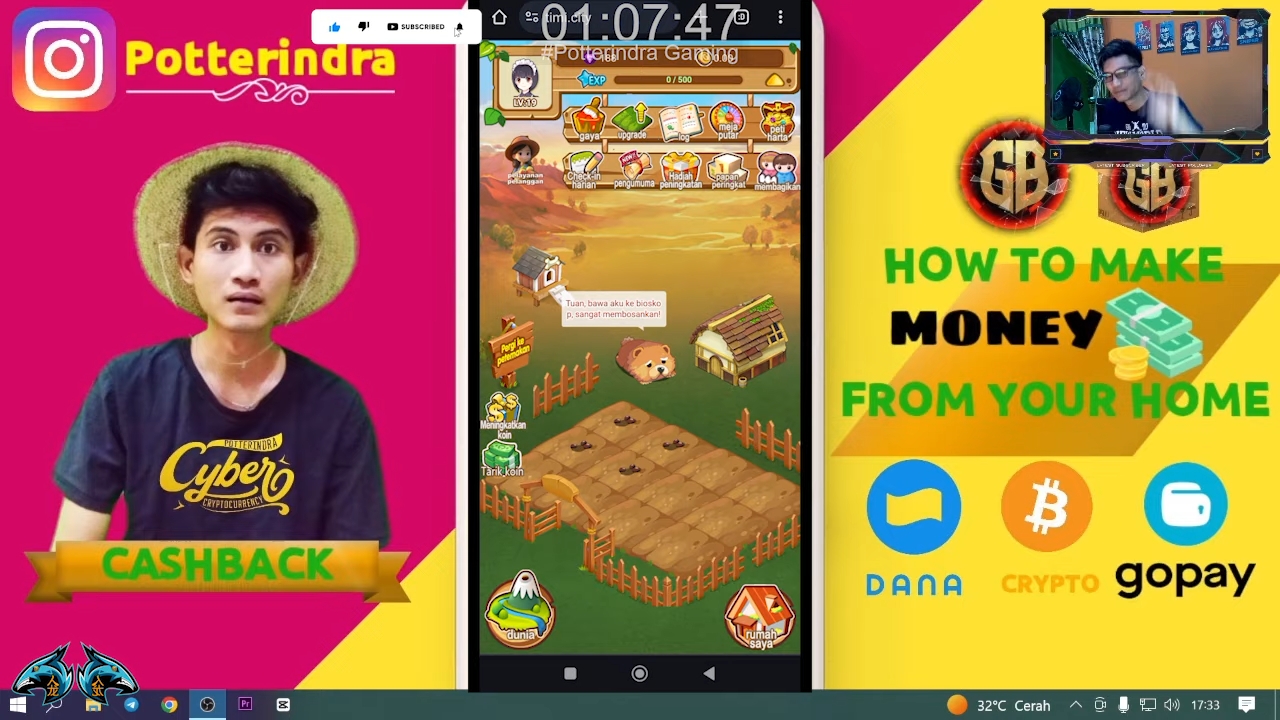 Potterindra
SUBSCRIBED
01:07:47
#Potterindra Gaming
LV:19
EXP
0 / 500
gaya
upgrade
log
meja
putar
peti
harta
pelayanan
pelanggan
Check-in
harian
pengumuma
Hadiah
peningkatan
papan
peringkat
membagikan
Tuan, bawa aku ke biosko
p, sangat membosankan!
Pergi ke
peternakan
Meningkatkan
koin
Tarik koin
dunia
rumah
saya
POTTERINDRA
Cyber
CRYPTOCURRENCY
CASHBACK
GB
GB
HOW TO MAKE
MONEY
FROM YOUR HOME
DANA
CRYPTO
gopay
32°C Cerah
17:33